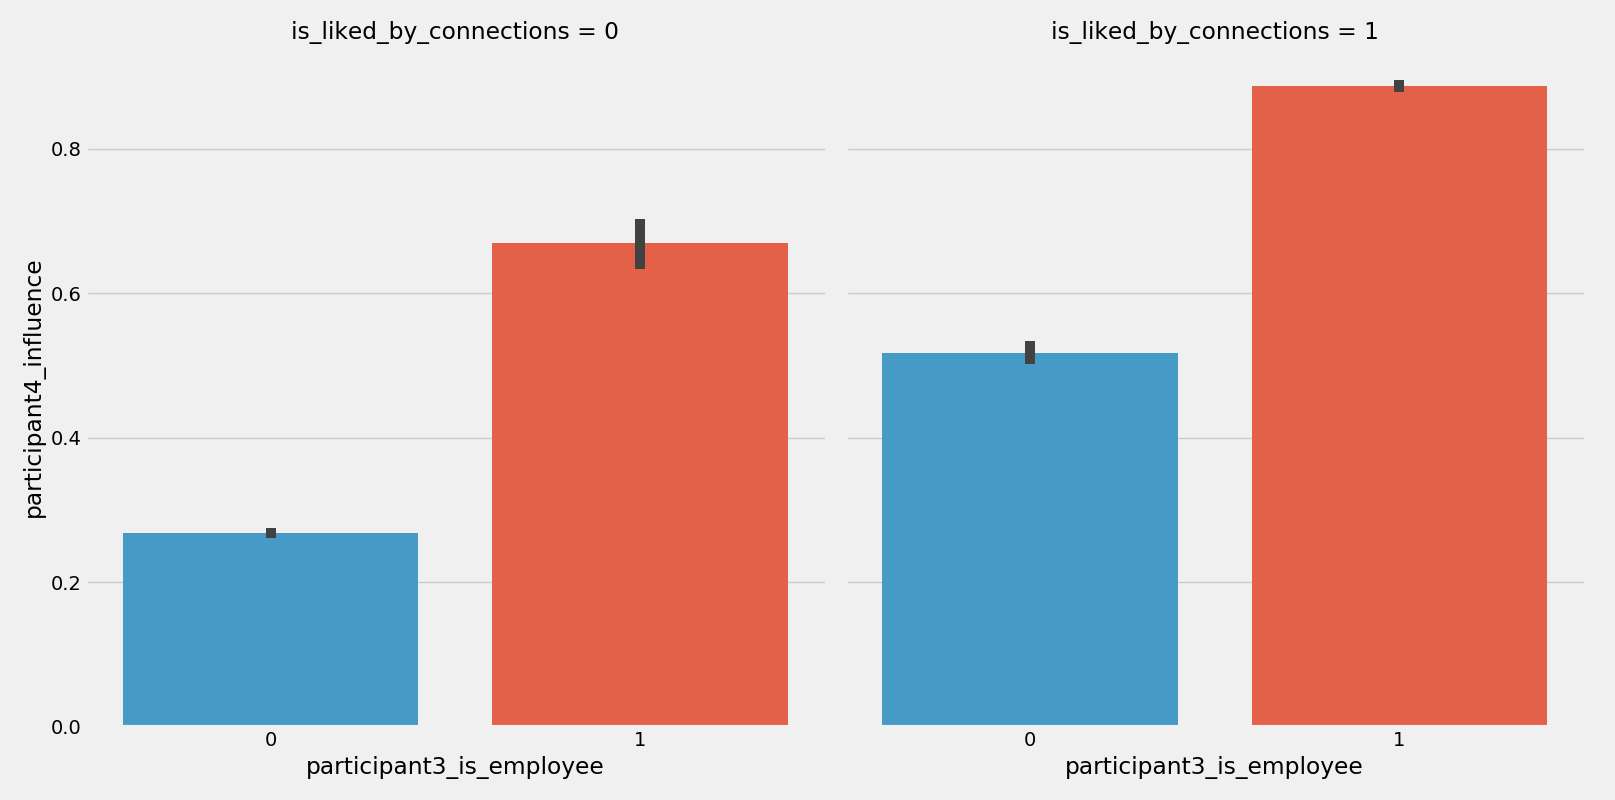 is_liked_by_connections = 0
is_liked_by_connections = 1
participant4_influence
0.8
0.6
0.4
0.2
0.0
0
1
0
1
participant3_is_employee
participant3_is_employee